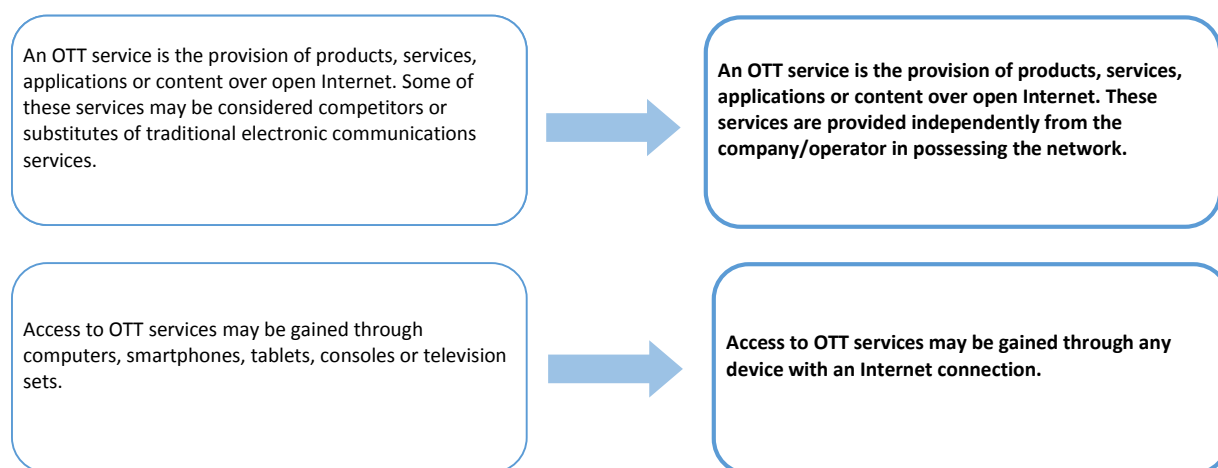 An OTT service is the provision of products, services,
applications or content over open Internet. Some of
these services may be considered competitors or
substitutes of traditional electronic communications
services.
An OTT service is the provision of products, services,
applications or content over open Internet. These
services are provided independently from the
company/operator in possessing the network.
Access to OTT services may be gained through
computers, smartphones, tablets, consoles or television
sets.
Access to OTT services may be gained through any
device with an Internet connection.